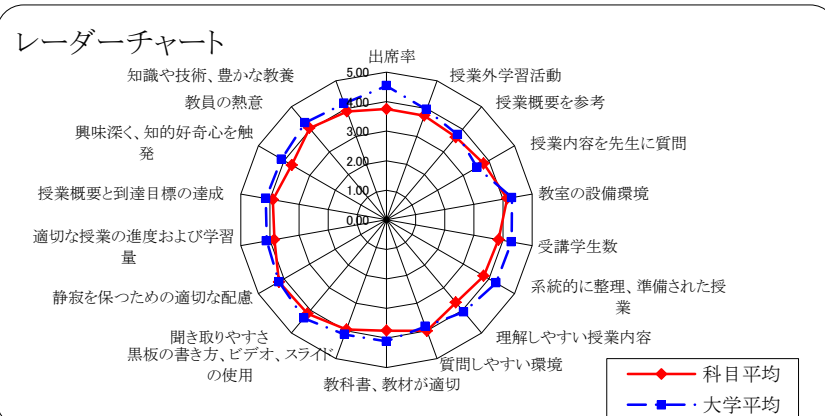 レーダーチャート
出席率
授業外学習活動
授業概要を参考
授業内容を先生に質問
教室の設備環境
受講学生数
系統的に整理、準備された授
業
理解しやすい授業内容
質問しやすい環境
教科書、教材が適切
黒板の書き方、ビデオ、スライド
の使用
聞き取りやすさ
静寂を保つための適切な配慮
適切な授業の進度および学習
量
授業概要と到達目標の達成
興味深く、知的好奇心を触
発
教員の熱意
知識や技術、豊かな教養
5.00
4.00
3.00
2.00
1.00
0.00
科目平均
大学平均